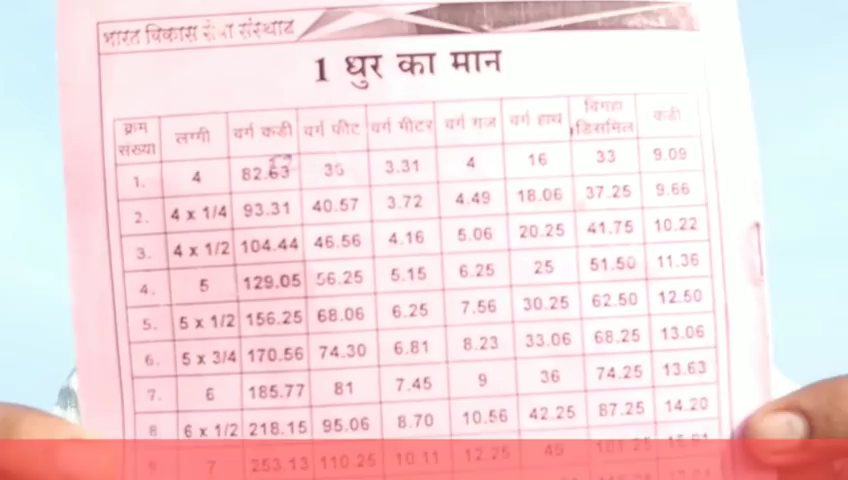 भारत विकास सेवा संस्थान
1 धुर का मान
क्रम संख्या लग्गी वर्ग कडी वर्ग फीट वर्ग मीटर वर्ग गज वर्ग हाथ विगहा डिसमिल कडी
1. 4 82.63 36 3.31 4 16 33 9.09
2. 4 x 1/4 93.31 40.57 3.72 4.49 18.06 37.25 9.66
3. 4 x 1/2 104.44 46.56 4.16 5.06 20.25 41.75 10.22
4. 5 129.05 56.25 5.15 6.25 25 51.50 11.36
5. 5 x 1/2 156.25 68.06 6.25 7.56 30.25 62.50 12.50
6. 5 x 3/4 170.56 74.30 6.81 8.23 33.06 68.25 13.06
7. 6 185.77 81 7.45 9 36 74.25 13.63
8 6 x 1/2 218.15 95.06 8.70 10.56 42.25 87.25 14.20
7 253.13 110.25 10.11 12.25